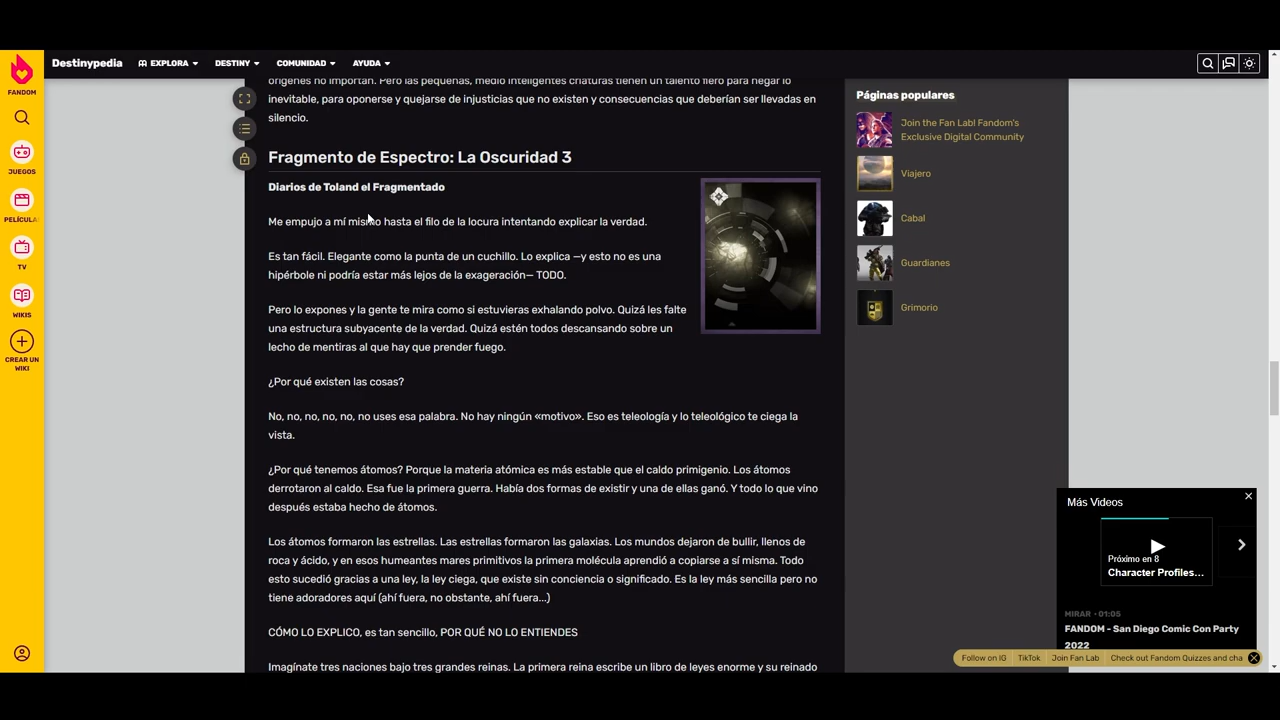 FANDOM
JUEGOS
PELÍCULA
TV
WIKIS
CREAR UN
WIKI
Destinypedia
EXPLORA
DESTINY
COMUNIDAD
AYUDA
orígenes no importan. Pero las pequeñas, medio inteligentes criaturas tienen un talento fiero para negar lo
inevitable, para oponerse y quejarse de injusticias que no existen y consecuencias que deberían ser llevadas en
silencio.
Fragmento de Espectro: La Oscuridad 3
Diarios de Toland el Fragmentado
Me empujo a mí mismo hasta el filo de la locura intentando explicar la verdad.
Es tan fácil. Elegante como la punta de un cuchillo. Lo explica —y esto no es una
hipérbole ni podría estar más lejos de la exageración— TODO.
Pero lo expones y la gente te mira como si estuvieras exhalando polvo. Quizá les falte
una estructura subyacente de la verdad. Quizá estén todos descansando sobre un
lecho de mentiras al que hay que prender fuego.
¿Por qué existen las cosas?
No, no, no, no, no, no uses esa palabra. No hay ningún «motivo». Eso es teleología y lo teleológico te ciega la
vista.
¿Por qué tenemos átomos? Porque la materia atómica es más estable que el caldo primigenio. Los átomos
derrotaron al caldo. Esa fue la primera guerra. Había dos formas de existir y una de ellas ganó. Y todo lo que vino
después estaba hecho de átomos.
Los átomos formaron las estrellas. Las estrellas formaron las galaxias. Los mundos dejaron de bullir, llenos de
roca y ácido, y en esos humeantes mares primitivos la primera molécula aprendió a copiarse a sí misma. Todo
esto sucedió gracias a una ley, la ley ciega, que existe sin conciencia o significado. Es la ley más sencilla pero no
tiene adoradores aquí (ahí fuera, no obstante, ahí fuera...)
CÓMO LO EXPLICO, es tan sencillo, POR QUÉ NO LO ENTIENDES
Imagínate tres naciones bajo tres grandes reinas. La primera reina escribe un libro de leyes enorme y su reinado
Páginas populares
Join the Fan Lab! Fandom's
Exclusive Digital Community
Viajero
Cabal
Guardianes
Grimorio
Más Videos
Próximo en 8
Character Profiles...
MIRAR • 01:05
FANDOM - San Diego Comic Con Party
2022
Follow on IG
TikTok
Join Fan Lab
Check out Fandom Quizzes and cha